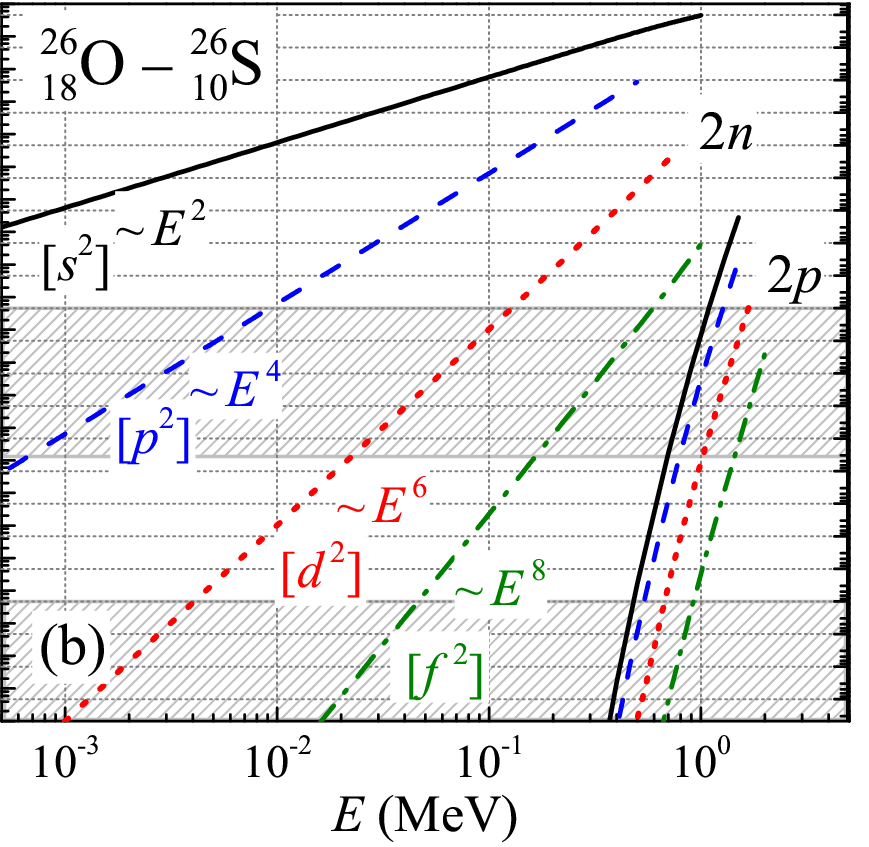 ²⁶₁₈O – ²⁶₁₀S
2n
~E²
[s²]
2p
~E⁴
[p²]
~E⁶
[d²]
~E⁸
(b)
[f²]
10⁻³ 10⁻² 10⁻¹ 10⁰
E (MeV)